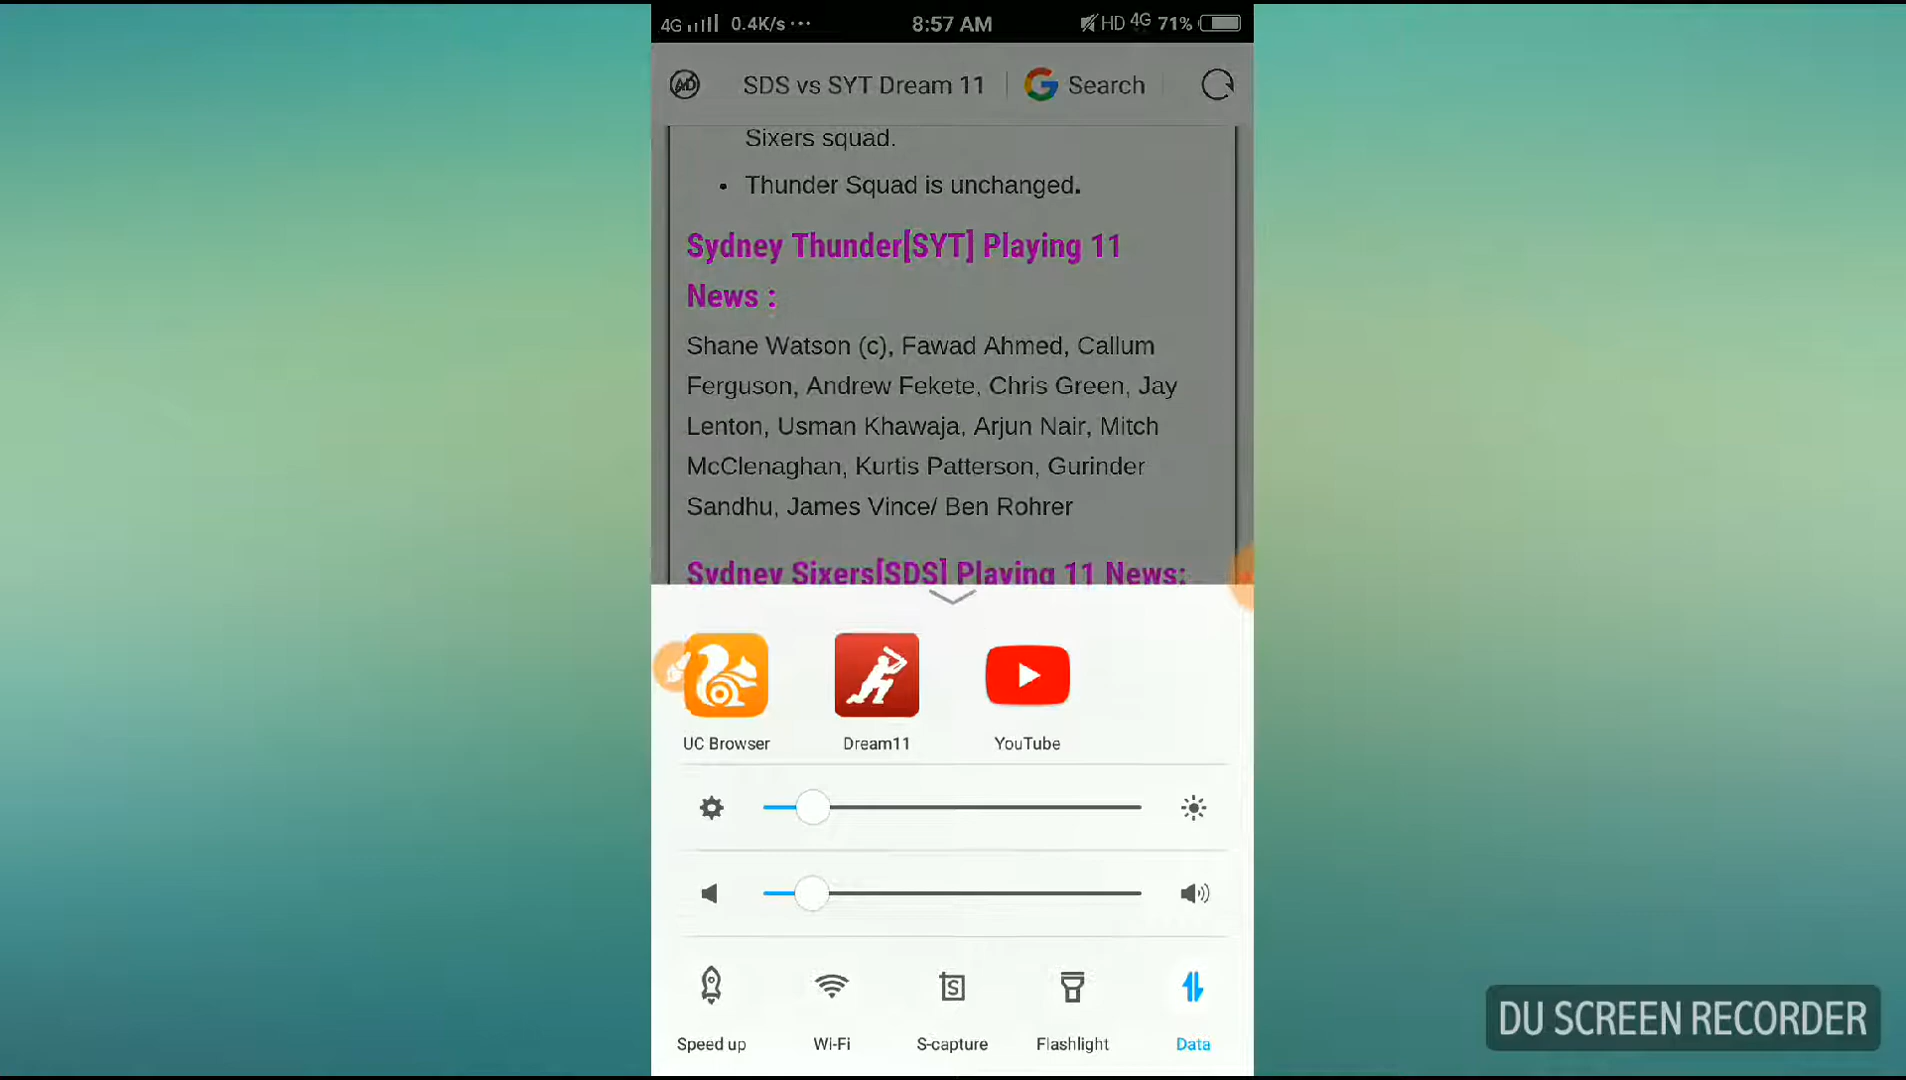 4G 0.4K/s ... 8:57 AM HD 4G 71%
AD SDS vs SYT Dream 11 G Search
Sixers squad.
• Thunder Squad is unchanged.
Sydney Thunder[SYT] Playing 11
News :
Shane Watson (c), Fawad Ahmed, Callum
Ferguson, Andrew Fekete, Chris Green, Jay
Lenton, Usman Khawaja, Arjun Nair, Mitch
McClenaghan, Kurtis Patterson, Gurinder
Sandhu, James Vince/ Ben Rohrer
Sydney Sixers[SDS] Playing 11 News:
UC Browser Dream11 YouTube
S
Speed up Wi-Fi S-capture Flashlight Data
DU SCREEN RECORDER